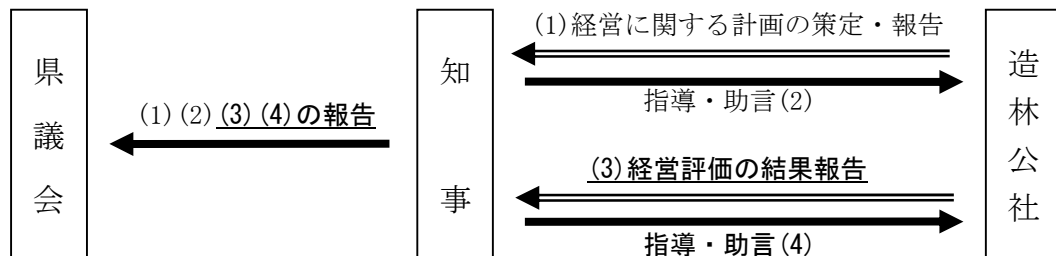 県議会
(1)(2)(3)(4)の報告
知事
(1)経営に関する計画の策定・報告
指導・助言(2)
(3)経営評価の結果報告
指導・助言(4)
造林公社